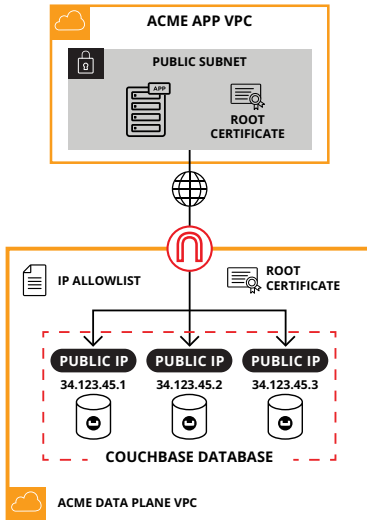 ACME APP VPC
PUBLIC SUBNET
APP
ROOT
CERTIFICATE
IP ALLOWLIST
ROOT
CERTIFICATE
PUBLIC IP PUBLIC IP PUBLIC IP
34.123.45.1 34.123.45.2 34.123.45.3
COUCHBASE DATABASE
ACME DATA PLANE VPC